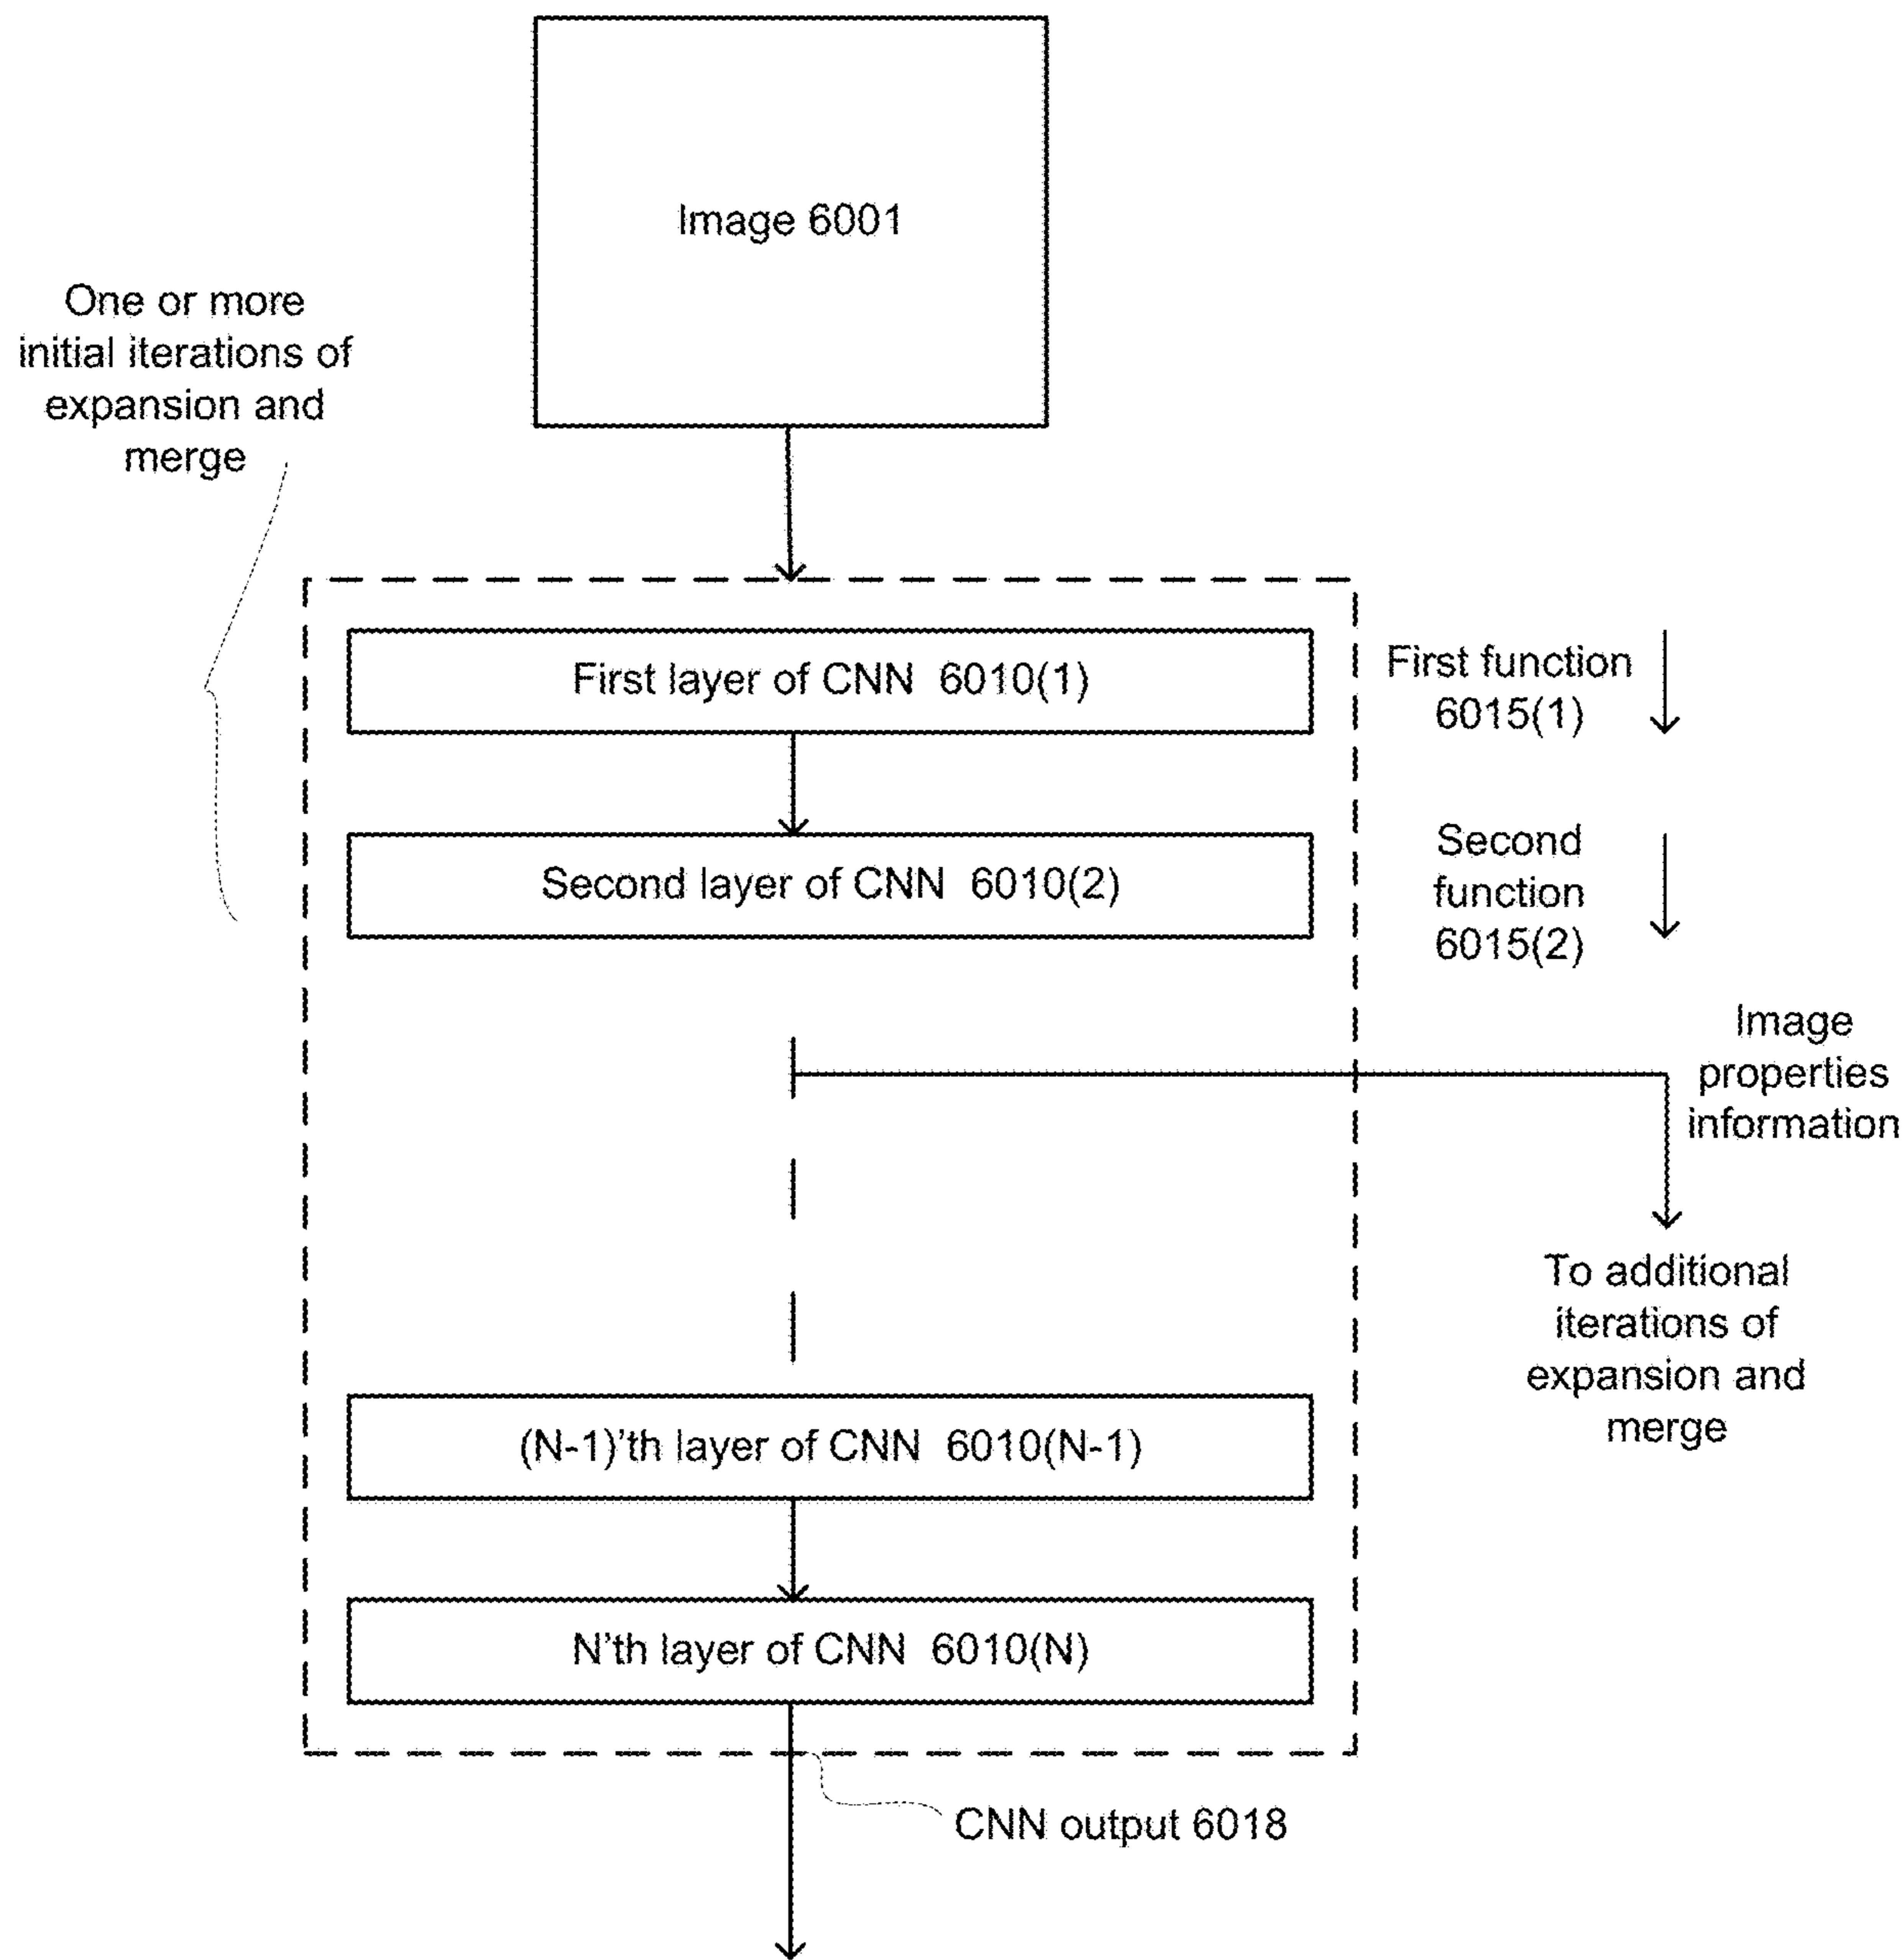 Image 6001
One or more
initial iterations of
expansion and
merge
First layer of CNN 6010(1)
First function
6015(1)
Second layer of CNN 6010(2)
Second
function
6015(2)
Image
properties
information
To additional
iterations of
expansion and
merge
(N-1)'th layer of CNN 6010(N-1)
N'th layer of CNN 6010(N)
CNN output 6018